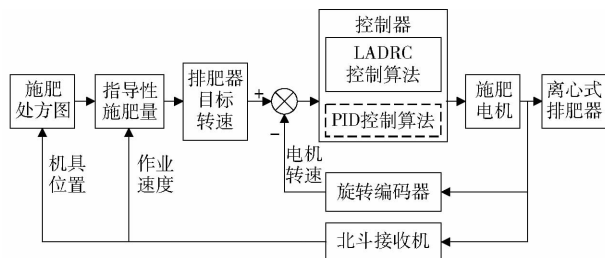 控制器
LADRC
控制算法
PID控制算法
施肥
处方图
指导性
施肥量
排肥器
目标
转速
+
−
施肥
电机
离心式
排肥器
机具
位置
作业
速度
电机
转速
旋转编码器
北斗接收机